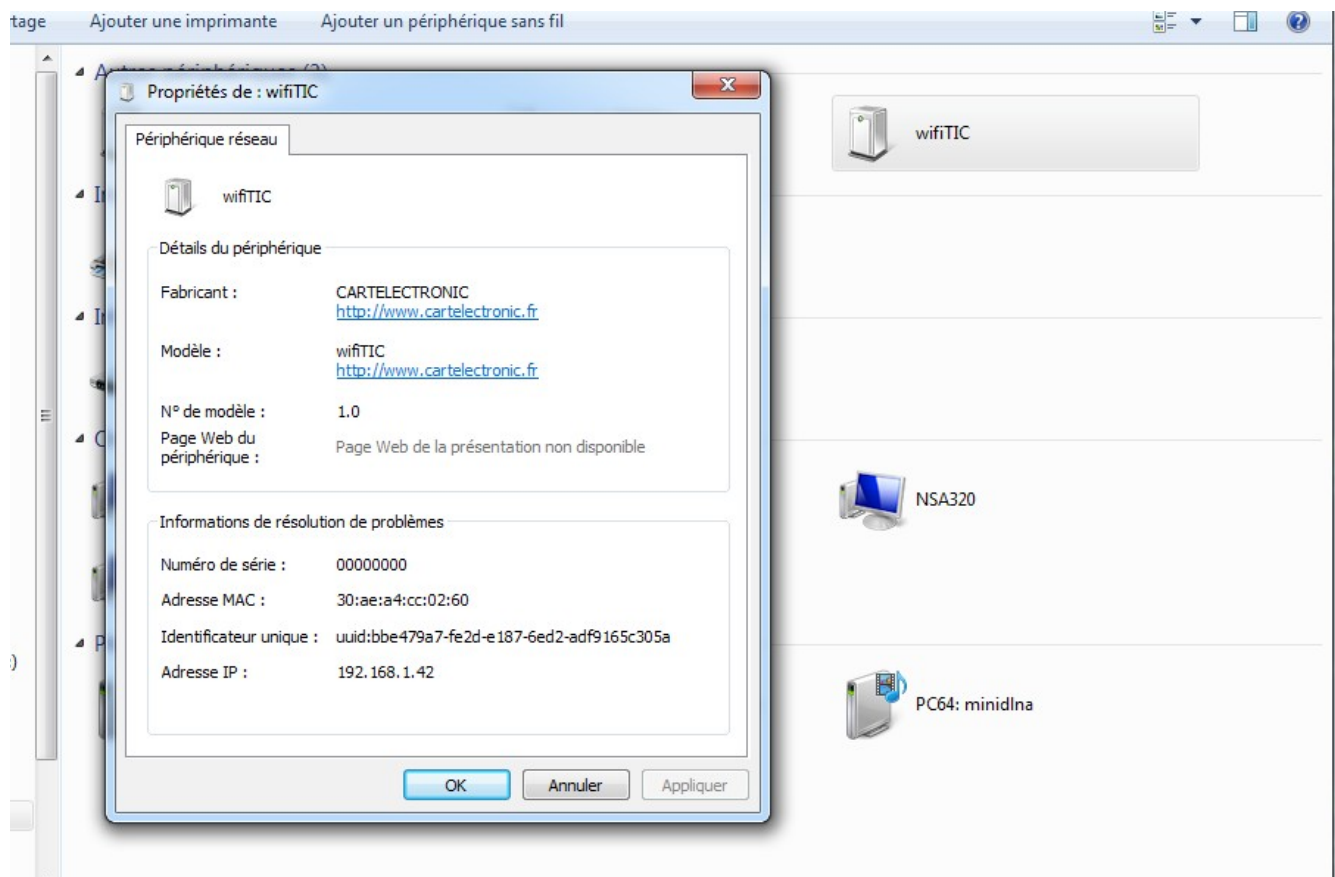 tage Ajouter une imprimante Ajouter un périphérique sans fil
Propriétés de : wifiTIC
Périphérique réseau
wifiTIC
wifiTIC
Détails du périphérique
Fabricant : CARTELECTRONIC
http://www.cartelectronic.fr
Modèle : wifiTIC
http://www.cartelectronic.fr
N° de modèle : 1.0
Page Web du
périphérique : Page Web de la présentation non disponible
NSA320
Informations de résolution de problèmes
Numéro de série : 00000000
Adresse MAC : 30:ae:a4:cc:02:60
Identificateur unique : uuid:bbe479a7-fe2d-e187-6ed2-adf9165c305a
Adresse IP : 192.168.1.42
:)
PC64: minidlna
OK Annuler Appliquer